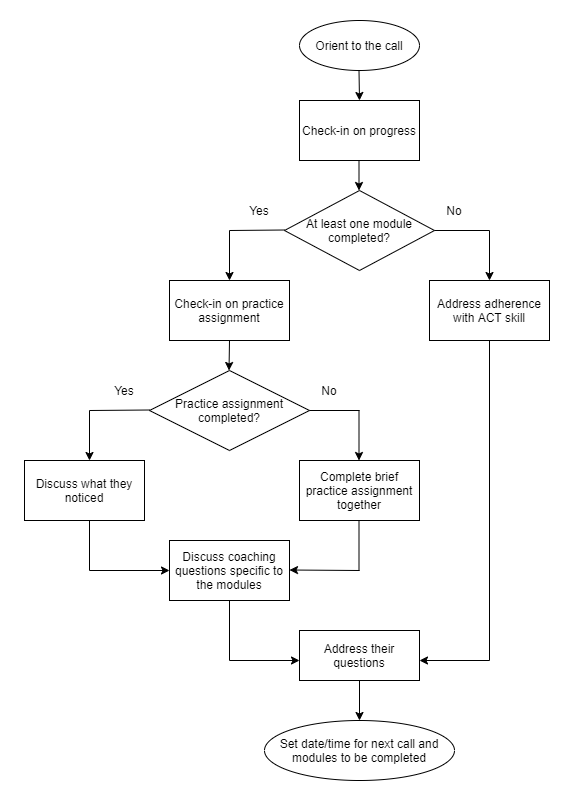 Orient to the call
Check-in on progress
At least one module
completed?
Yes
No
Check-in on practice
assignment
Address adherence
with ACT skill
Practice assignment
completed?
Yes
No
Discuss what they
noticed
Complete brief
practice assignment
together
Discuss coaching
questions specific to
the modules
Address their
questions
Set date/time for next call and
modules to be completed